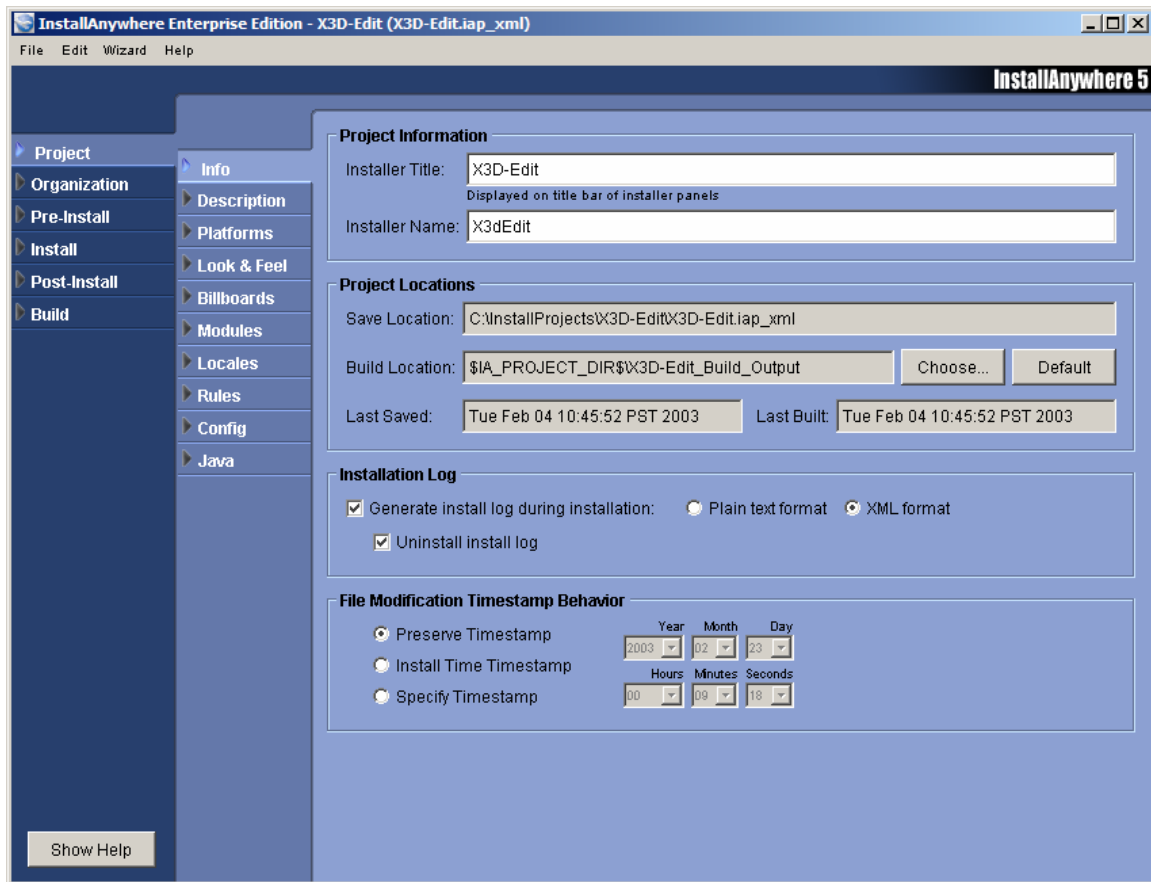 InstallAnywhere Enterprise Edition - X3D-Edit (X3D-Edit.iap_xml)
File Edit Wizard Help
InstallAnywhere 5
Project
Organization
Pre-Install
Install
Post-Install
Build
Show Help
Info
Description
Platforms
Look & Feel
Billboards
Modules
Locales
Rules
Config
Java
Project Information
Installer Title: X3D-Edit
Displayed on title bar of installer panels
Installer Name: X3dEdit
Project Locations
Save Location: C:\InstallProjects\X3D-Edit\X3D-Edit.iap_xml
Build Location: $IA_PROJECT_DIR$\X3D-Edit_Build_Output Choose... Default
Last Saved: Tue Feb 04 10:45:52 PST 2003 Last Built: Tue Feb 04 10:45:52 PST 2003
Installation Log
Generate install log during installation: Plain text format XML format
Uninstall install log
File Modification Timestamp Behavior
Preserve Timestamp
Install Time Timestamp
Specify Timestamp
Year Month Day
2003 02 23
Hours Minutes Seconds
00 09 18